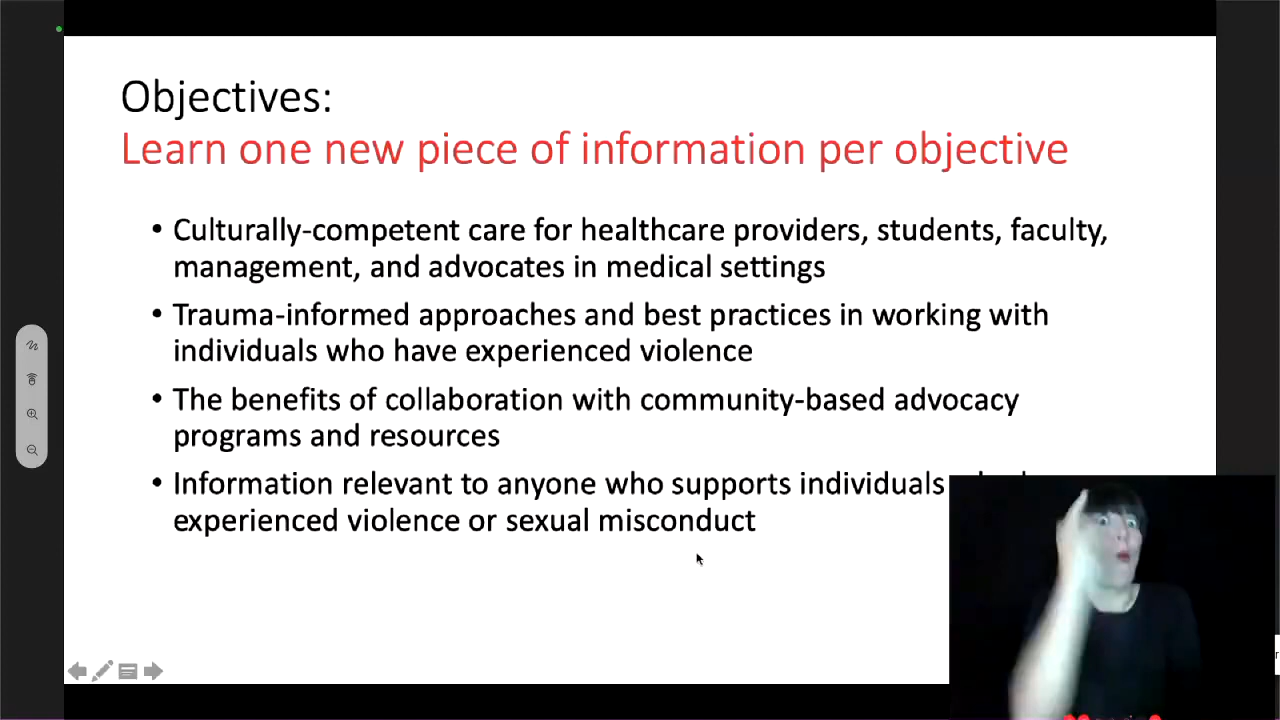 Objectives:
Learn one new piece of information per objective
• Culturally-competent care for healthcare providers, students, faculty,
management, and advocates in medical settings
• Trauma-informed approaches and best practices in working with
individuals who have experienced violence
• The benefits of collaboration with community-based advocacy
programs and resources
• Information relevant to anyone who supports individuals
experienced violence or sexual misconduct